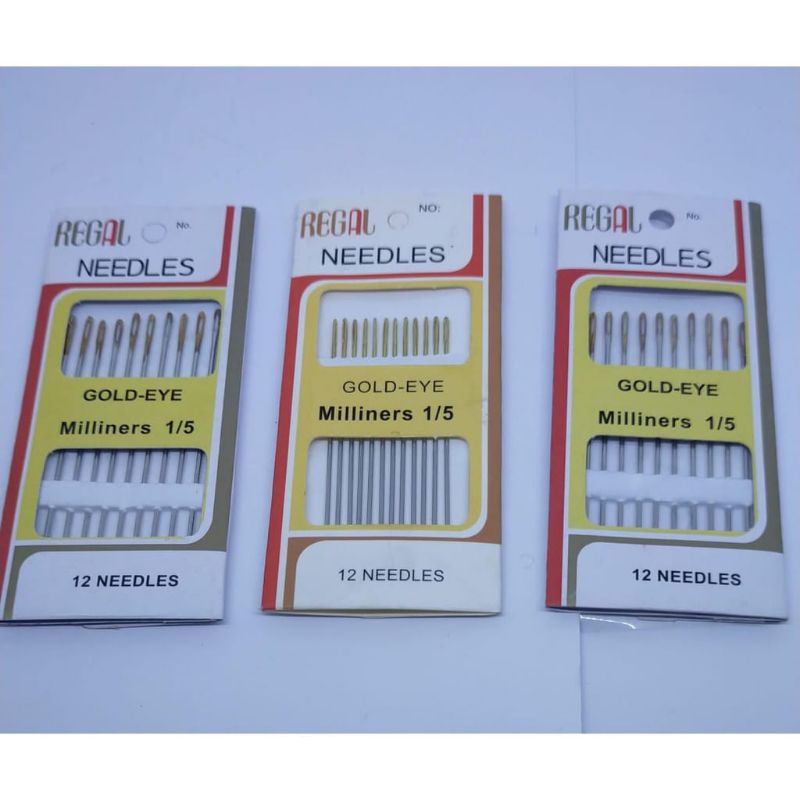 REGAL No.
NEEDLES
GOLD-EYE
Milliners 1/5
12 NEEDLES
REGAL NO:
NEEDLES
GOLD-EYE
Milliners 1/5
12 NEEDLES
REGAL No.
NEEDLES
GOLD-EYE
Milliners 1/5
12 NEEDLES